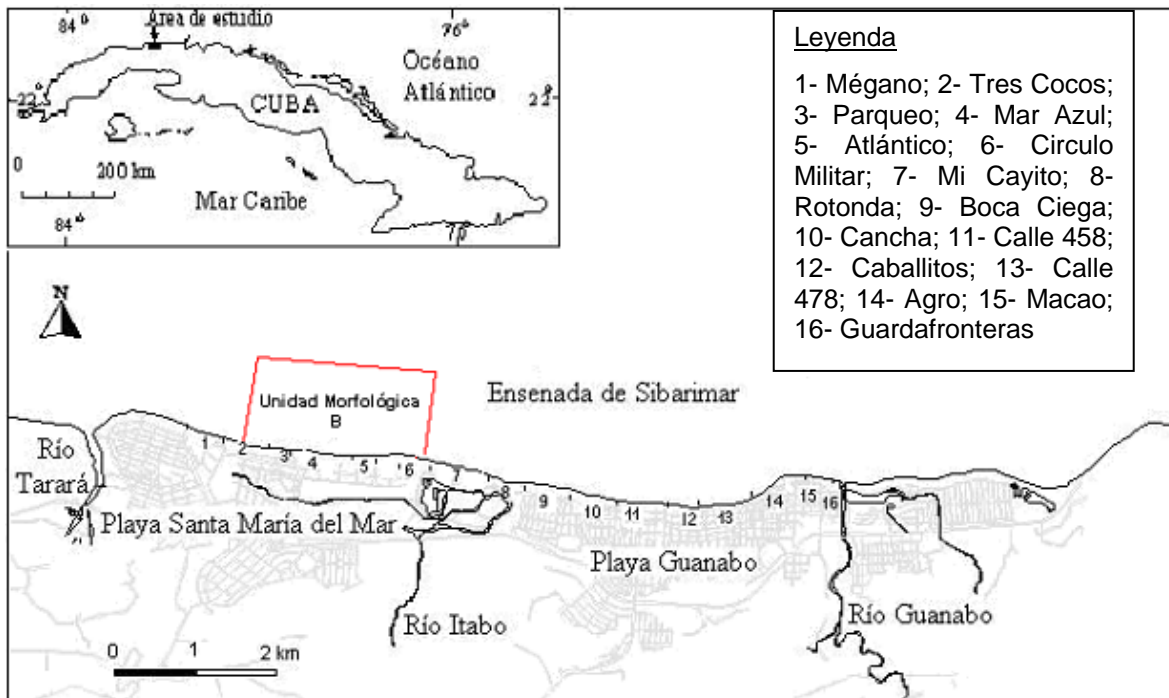 84°
Área de estudio
76°
Océano
Atlántico
22°
CUBA
22°
0
200 km
Mar Caribe
84°
Leyenda
1- Mégano; 2- Tres Cocos;
3- Parqueo; 4- Mar Azul;
5- Atlántico; 6- Circulo
Militar; 7- Mi Cayito; 8-
Rotonda; 9- Boca Ciega;
10- Cancha; 11- Calle 458;
12- Caballitos; 13- Calle
478; 14- Agro; 15- Macao;
16- Guardafronteras
N
Unidad Morfológica
B
Ensenada de Sibarimar
Río
Tarará
1 2 3 4 5 6 7 8 9 10 11 12 13 14 15 16
Playa Santa María del Mar
Playa Guanabo
Río Itabo
Río Guanabo
0 1 2 km